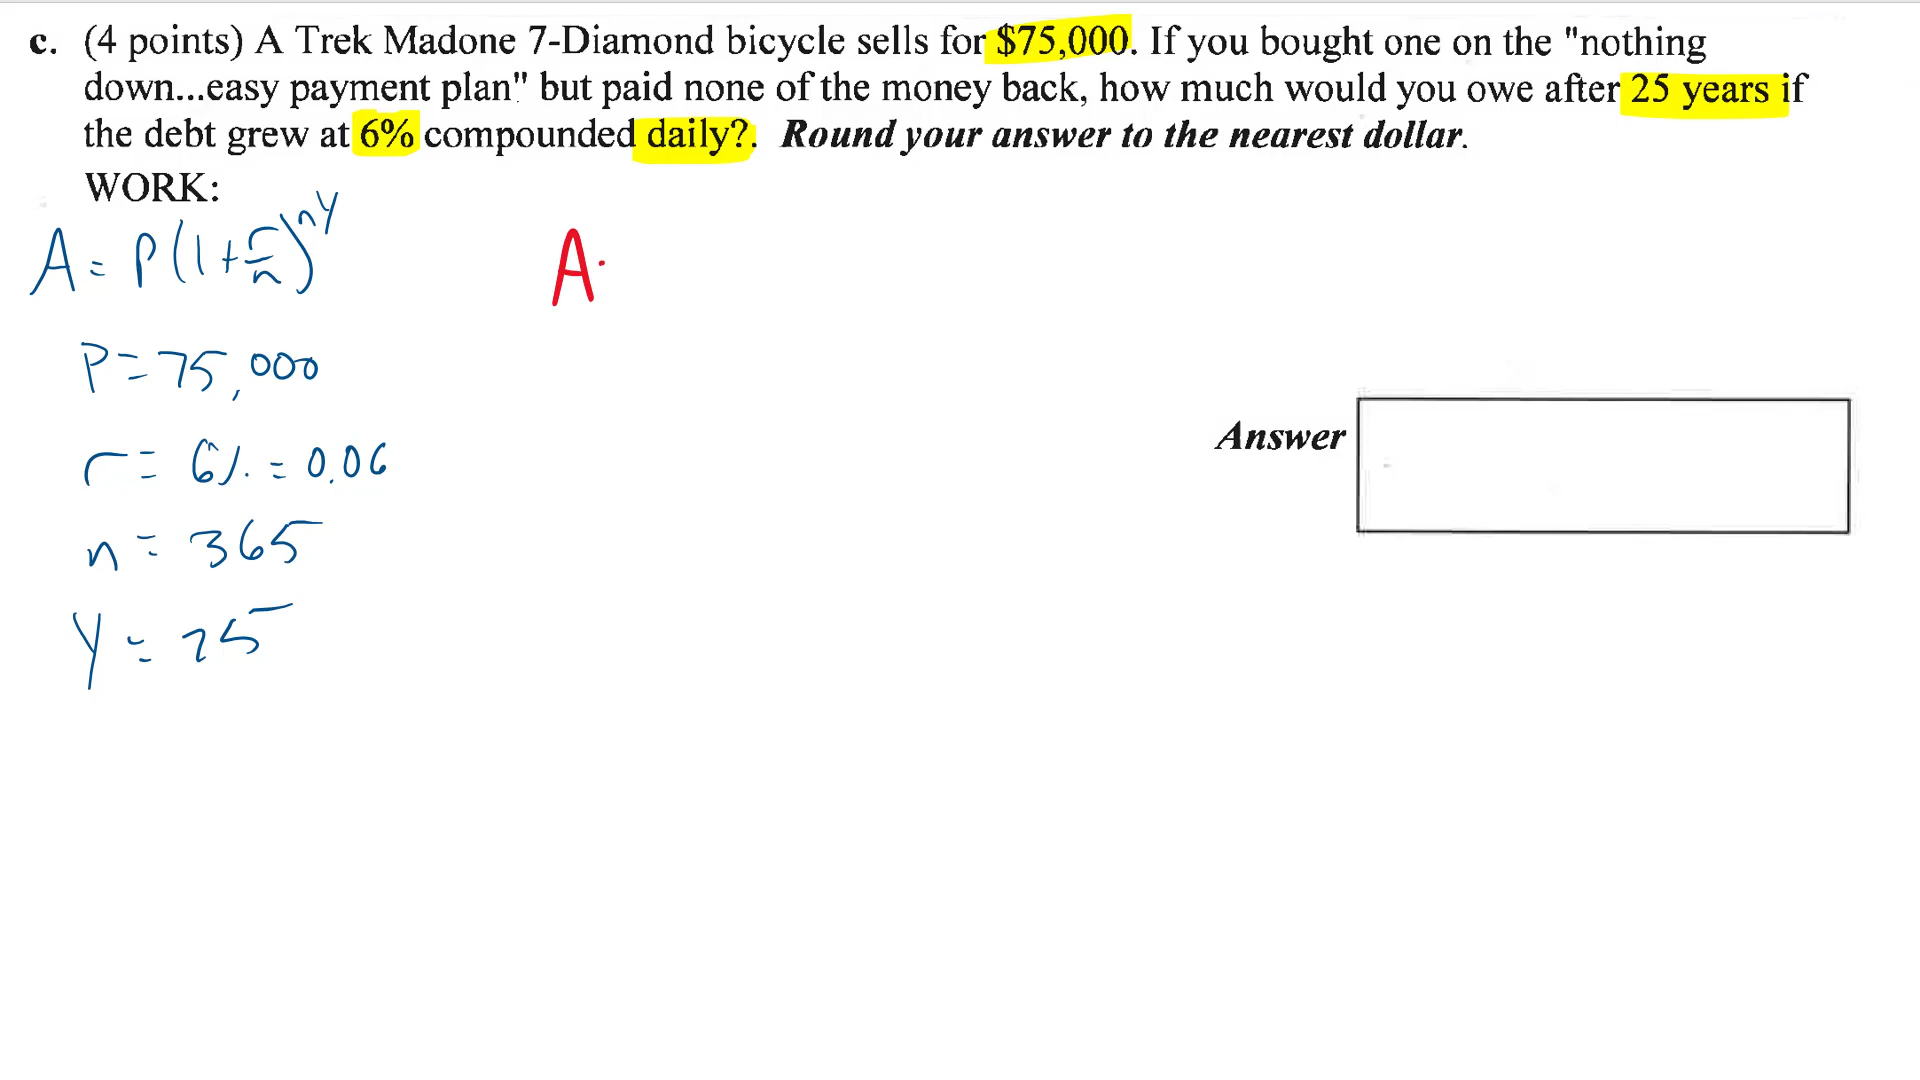 c. (4 points) A Trek Madone 7-Diamond bicycle sells for $75,000. If you bought one on the "nothing
down...easy payment plan" but paid none of the money back, how much would you owe after 25 years if
the debt grew at 6% compounded daily?. Round your answer to the nearest dollar.
WORK:
A = P(1+r/n)^nY
A.
P = 75,000
Answer
r = 6% = 0.06
n = 365
Y = 25